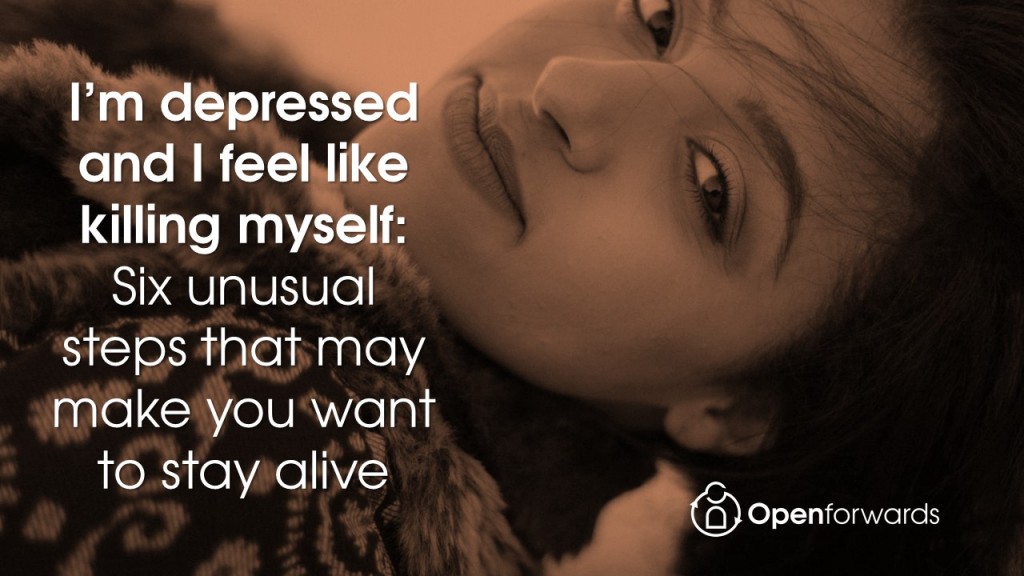 I’m depressed
and I feel like
killing myself:
Six unusual
steps that may
make you want
to stay alive
Openforwards